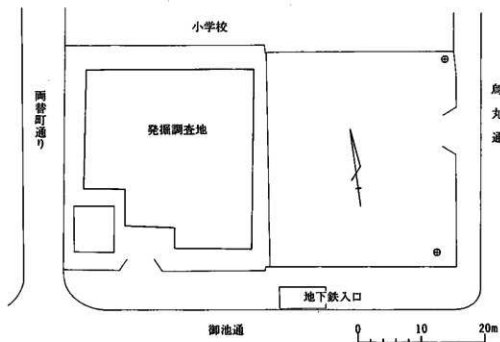 小学校
両替町通り
発掘調査地
烏丸通
地下鉄入口
御池通
0 10 20m